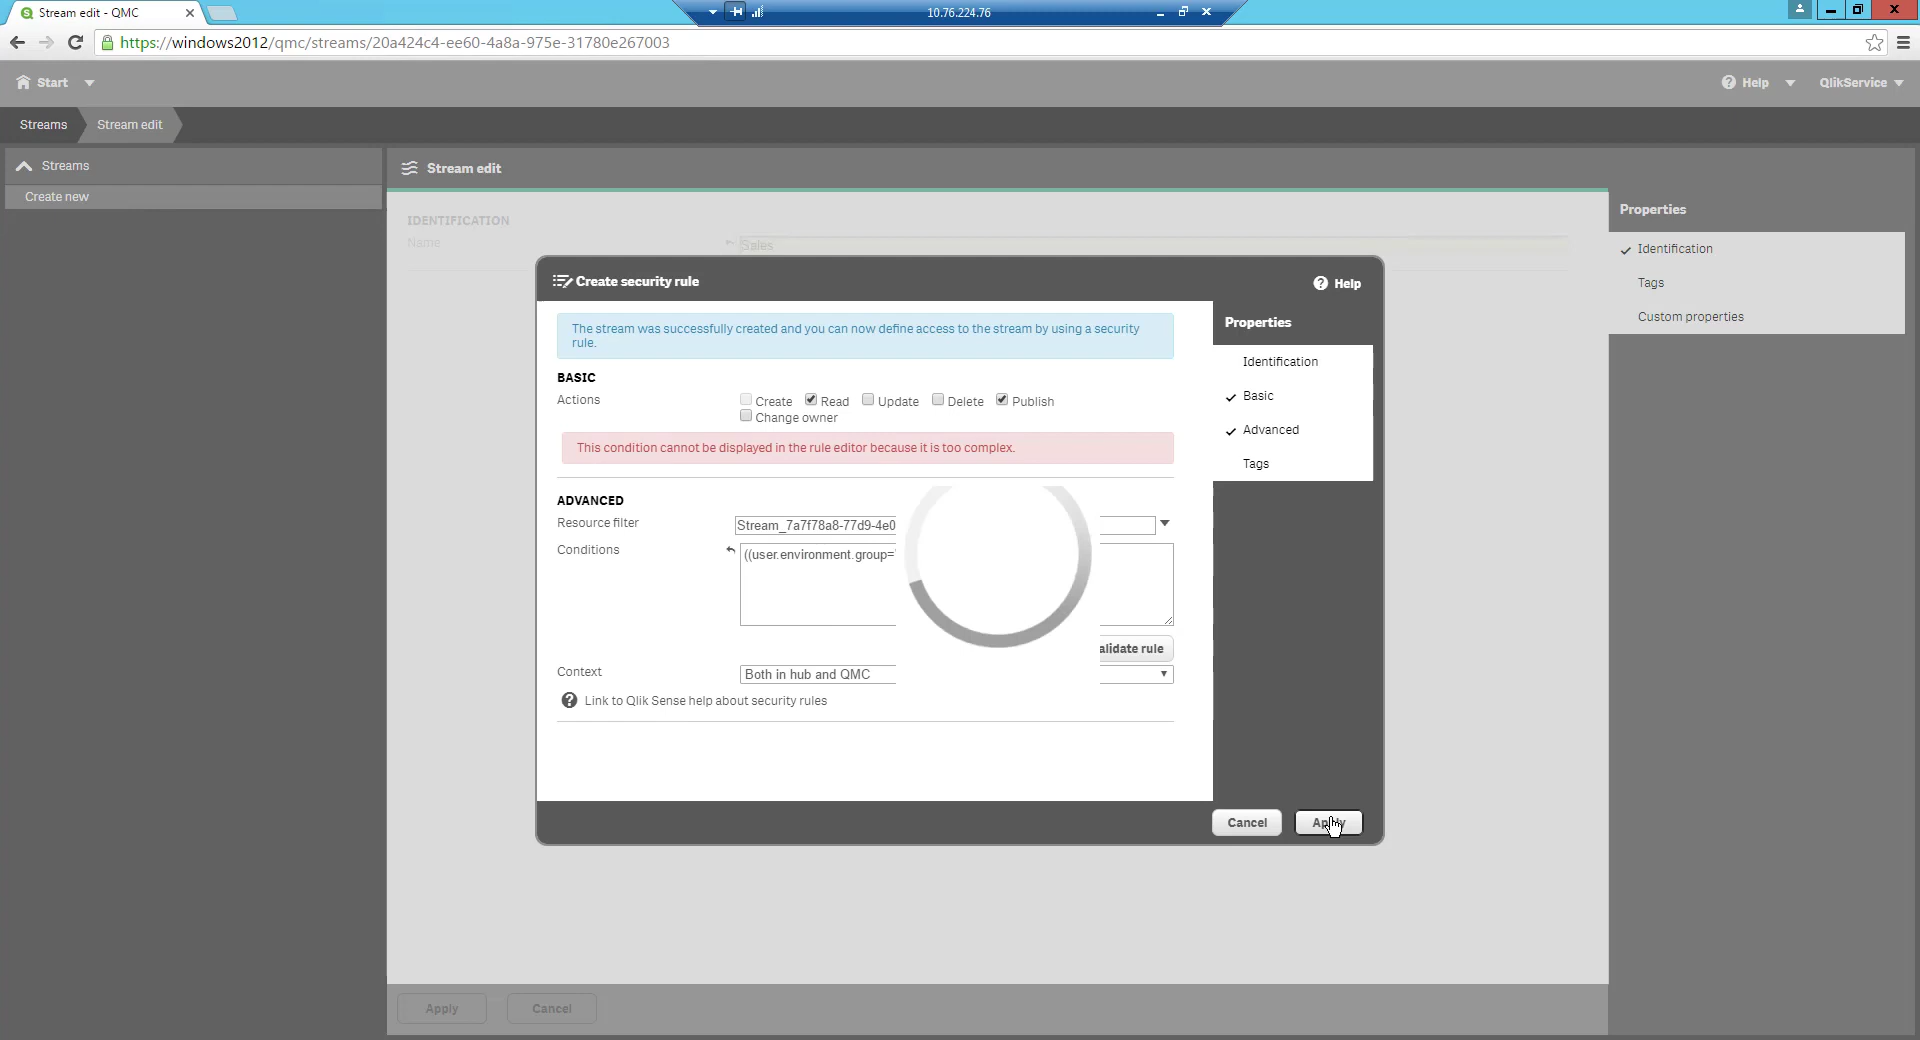 Stream edit - QMC
10.76.224.76
https://windows2012/qmc/streams/20a424c4-ee60-4a8a-975e-31780e267003
Start
Help
QlikService
Streams
Stream edit
Streams
Create new
Stream edit
IDENTIFICATION
Name
Sales
Properties
Identification
Tags
Custom properties
Create security rule
Help
The stream was successfully created and you can now define access to the stream by using a security
rule.
BASIC
Actions
Create Read Update Delete Publish
Change owner
This condition cannot be displayed in the rule editor because it is too complex.
ADVANCED
Resource filter
Stream_7a7f78a8-77d9-4e0
Conditions
((user.environment.group=
alidate rule
Context
Both in hub and QMC
Link to Qlik Sense help about security rules
Properties
Identification
Basic
Advanced
Tags
Cancel
Apply
Apply
Cancel